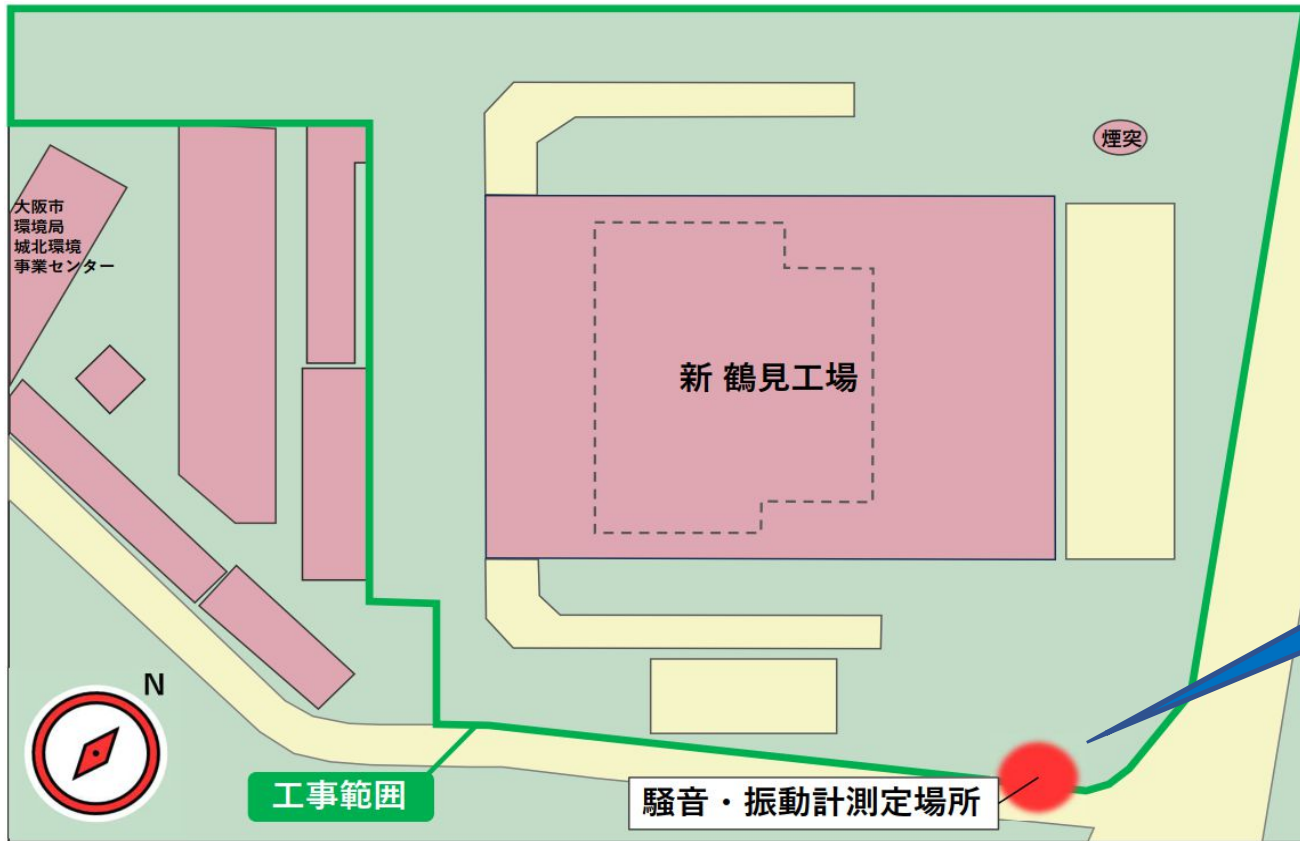 煙突
大阪市
環境局
城北環境
事業センター
新 鶴見工場
N
工事範囲
騒音・振動計測定場所